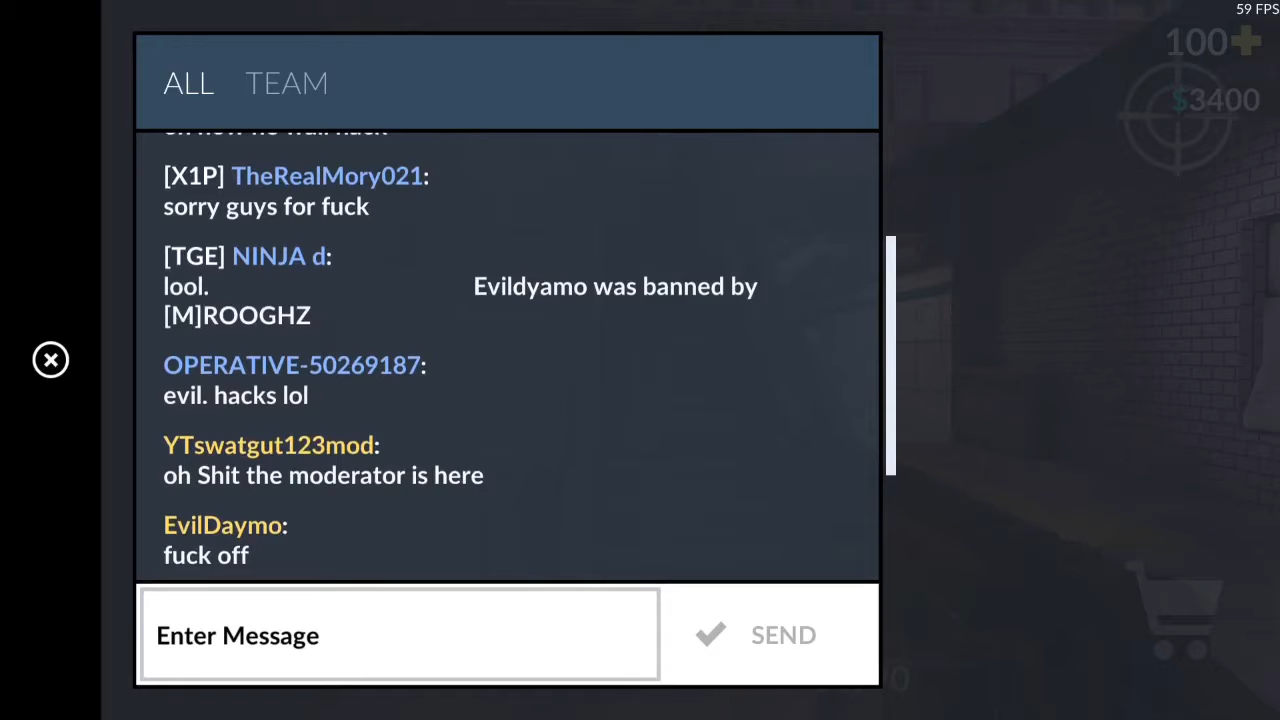 59 FPS
100
$3400
ALL TEAM
[X1P] TheRealMory021:
sorry guys for fuck
[TGE] NINJA d:
lool. Evildyamo was banned by
[M]ROOGHZ
OPERATIVE-50269187:
evil. hacks lol
YTswatgut123mod:
oh Shit the moderator is here
EvilDaymo:
fuck off
Enter Message
SEND